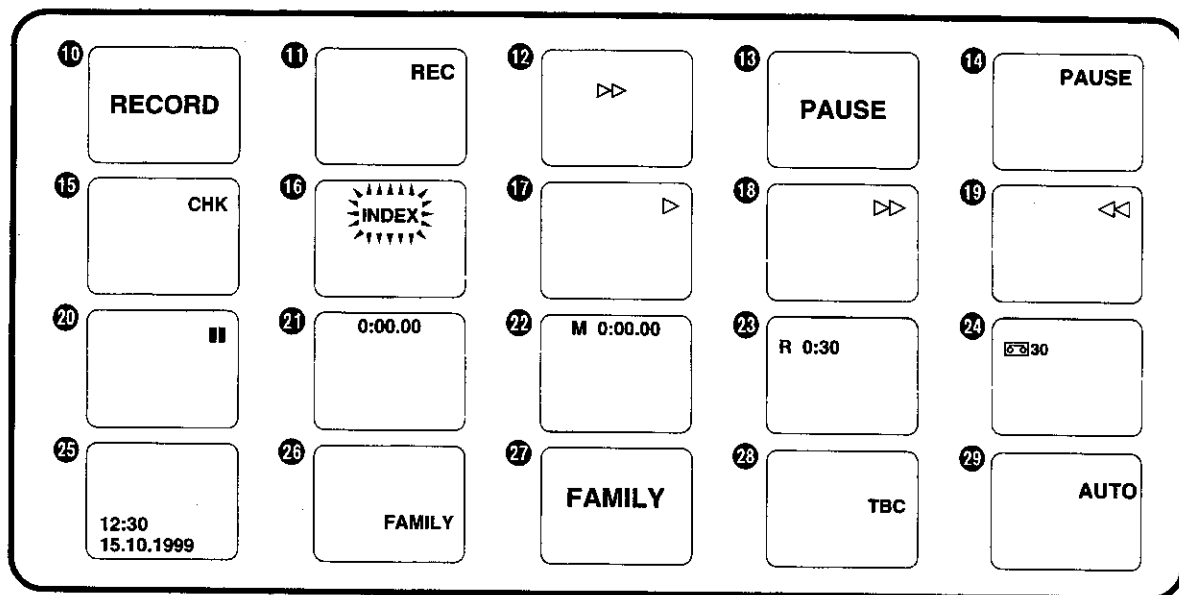 10 RECORD
11 REC
12 ▷▷
13 PAUSE
14 PAUSE
15 CHK
16 INDEX
17 ▷
18 ▷▷
19 ◁◁
20 ▮▮
21 0:00.00
22 M 0:00.00
23 R 0:30
24 30
25 12:30
15.10.1999
26 FAMILY
27 FAMILY
28 TBC
29 AUTO